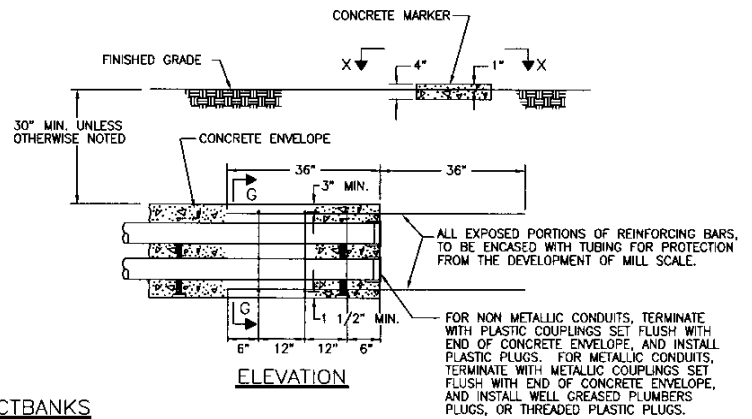 CONCRETE MARKER
FINISHED GRADE
X
4"
1"
X
30" MIN. UNLESS
OTHERWISE NOTED
CONCRETE ENVELOPE
36"
36"
G
3" MIN.
ALL EXPOSED PORTIONS OF REINFORCING BARS,
TO BE ENCASED WITH TUBING FOR PROTECTION
FROM THE DEVELOPMENT OF MILL SCALE.
G
1 1/2" MIN.
6"
12"
12"
6"
FOR NON METALLIC CONDUITS, TERMINATE
WITH PLASTIC COUPLINGS SET FLUSH WITH
END OF CONCRETE ENVELOPE, AND INSTALL
PLASTIC PLUGS. FOR METALLIC CONDUITS,
TERMINATE WITH METALLIC COUPLINGS SET
FLUSH WITH END OF CONCRETE ENVELOPE,
AND INSTALL WELL GREASED PLUMBERS
PLUGS, OR THREADED PLASTIC PLUGS.
ELEVATION
CTBANKS